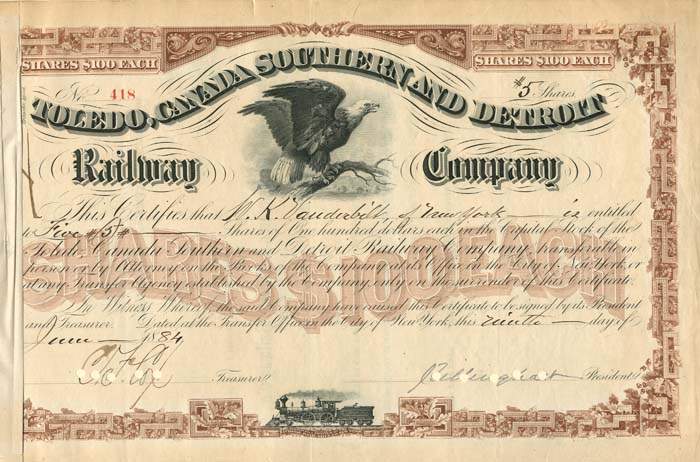 SHARES $100 EACH SHARES $100 EACH
No. 418 #5 Shares
TOLEDO, CANADA SOUTHERN AND DETROIT
Railway Company
This Certifies that W. K. Vanderbilt of New York is entitled
to Five #5# Shares of One hundred dollars each in the Capital Stock of the
Toledo, Canada Southern and Detroit Railway Company, transferable in
person or by Attorney on the Books of the Company at its Office in the City of New York, or
at any Transfer Agency established by the Company, only on the surrender of this Certificate.
SHARES $100 EACH
In Witness Whereof, the said Company have caused this Certificate to be signed by its President
and Treasurer. Dated at the Transfer Office in the City of New York, this ninth day of
June 1884
Treasurer President